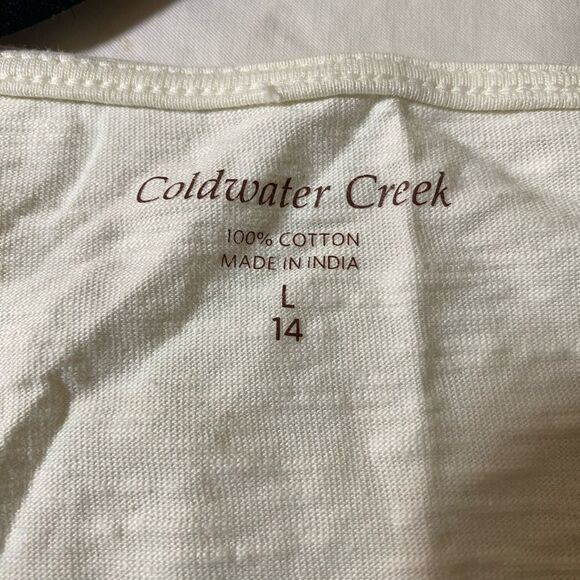 Coldwater Creek
100% COTTON
MADE IN INDIA
L
14